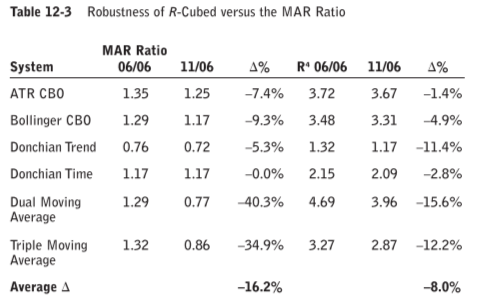 Table 12-3 Robustness of R-Cubed versus the MAR Ratio
MAR Ratio
System 06/06 11/06 Δ% R⁴ 06/06 11/06 Δ%
ATR CBO 1.35 1.25 –7.4% 3.72 3.67 –1.4%
Bollinger CBO 1.29 1.17 –9.3% 3.48 3.31 –4.9%
Donchian Trend 0.76 0.72 –5.3% 1.32 1.17 –11.4%
Donchian Time 1.17 1.17 –0.0% 2.15 2.09 –2.8%
Dual Moving 1.29 0.77 –40.3% 4.69 3.96 –15.6%
Average
Triple Moving 1.32 0.86 –34.9% 3.27 2.87 –12.2%
Average
Average Δ –16.2% –8.0%